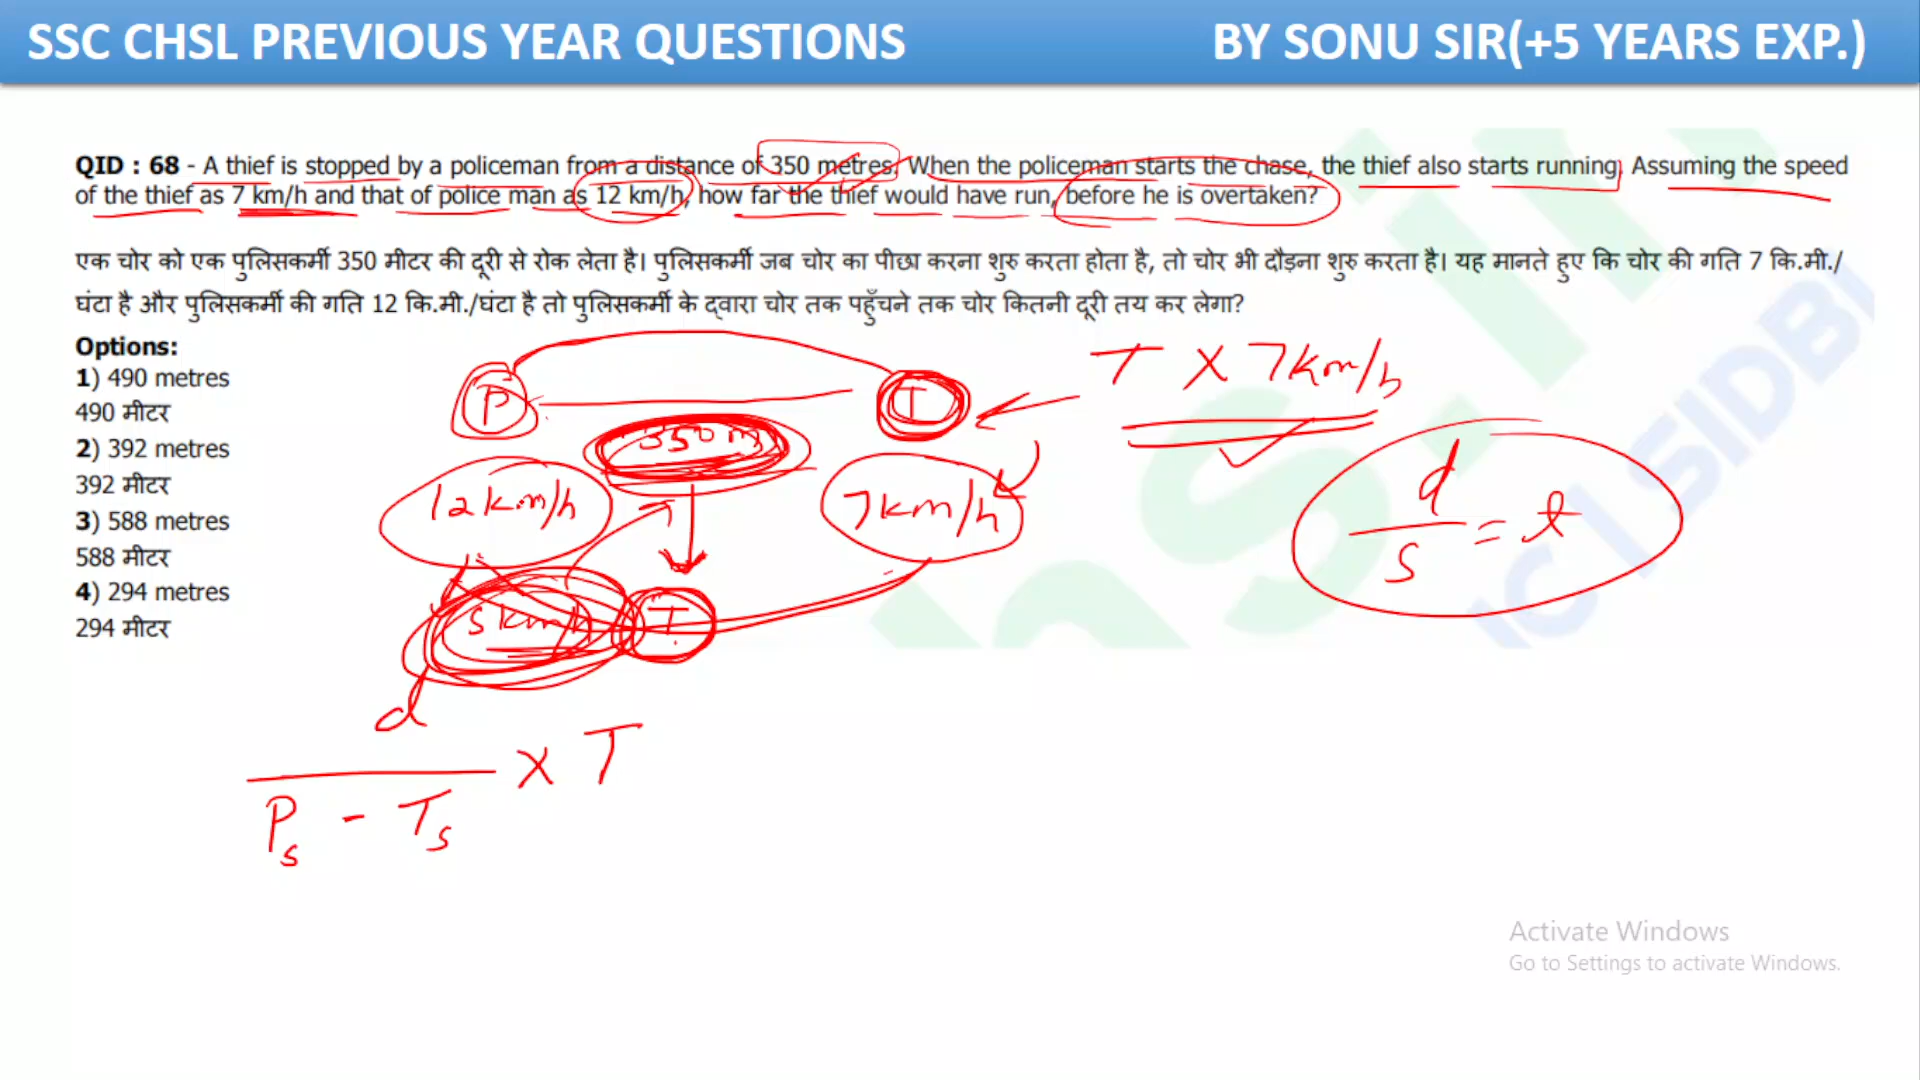 SSC CHSL PREVIOUS YEAR QUESTIONS BY SONU SIR(+5 YEARS EXP.)
QID : 68 - A thief is stopped by a policeman from a distance of 350 metres. When the policeman starts the chase, the thief also starts running. Assuming the speed
of the thief as 7 km/h and that of police man as 12 km/h, how far the thief would have run, before he is overtaken?
एक चोर को एक पुलिसकर्मी 350 मीटर की दूरी से रोक लेता है। पुलिसकर्मी जब चोर का पीछा करना शुरु करता होता है, तो चोर भी दौड़ना शुरु करता है। यह मानते हुए कि चोर की गति 7 कि.मी./
घंटा है और पुलिसकर्मी की गति 12 कि.मी./घंटा है तो पुलिसकर्मी के द्वारा चोर तक पहुँचने तक चोर कितनी दूरी तय कर लेगा?
Options:
1) 490 metres
490 मीटर
2) 392 metres
392 मीटर
3) 588 metres
588 मीटर
4) 294 metres
294 मीटर
P T
T X 7km/h
350 m
12km/h 7km/h
d/s = t
5 km/h T
d
x T
Ps - Ts
Activate Windows
Go to Settings to activate Windows.